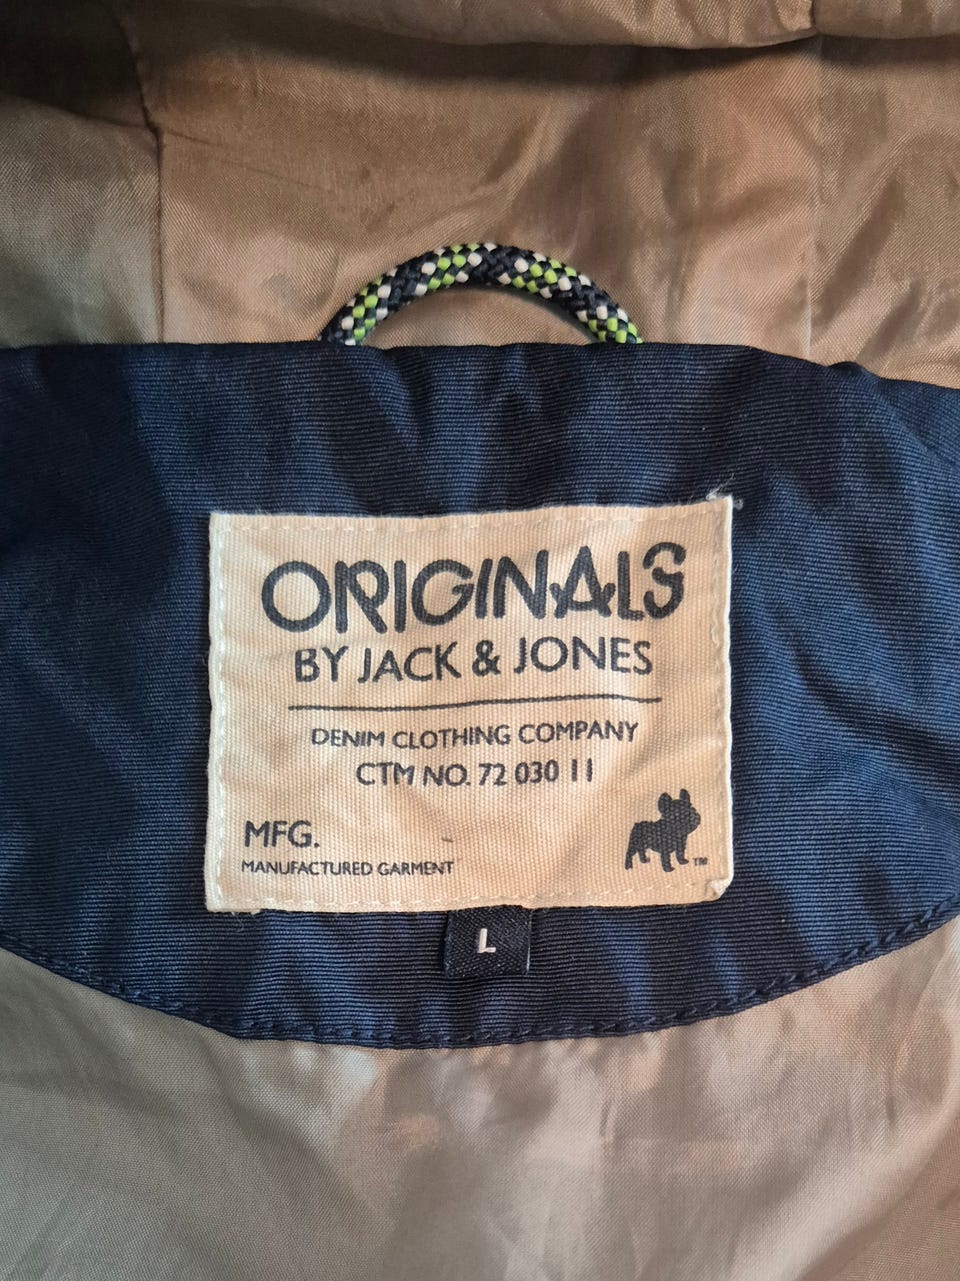 ORIGINALS
BY JACK & JONES
DENIM CLOTHING COMPANY
CTM NO. 72 030 11
MFG.
MANUFACTURED GARMENT
TM
L